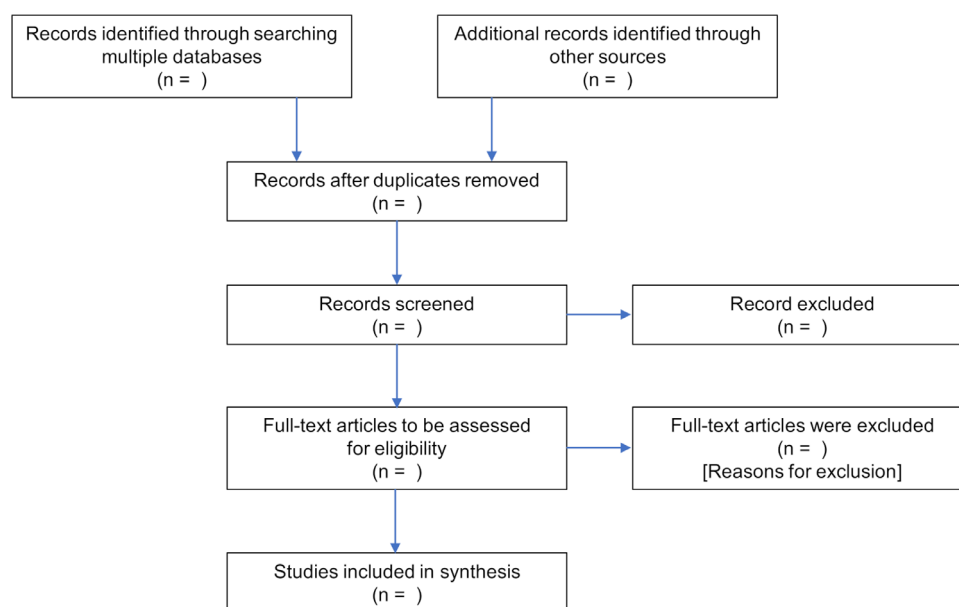 Records identified through searching
multiple databases
(n =  )
Additional records identified through
other sources
(n =  )
Records after duplicates removed
(n =  )
Records screened
(n =  )
Record excluded
(n =  )
Full-text articles to be assessed
for eligibility
(n =  )
Full-text articles were excluded
(n =  )
[Reasons for exclusion]
Studies included in synthesis
(n =  )